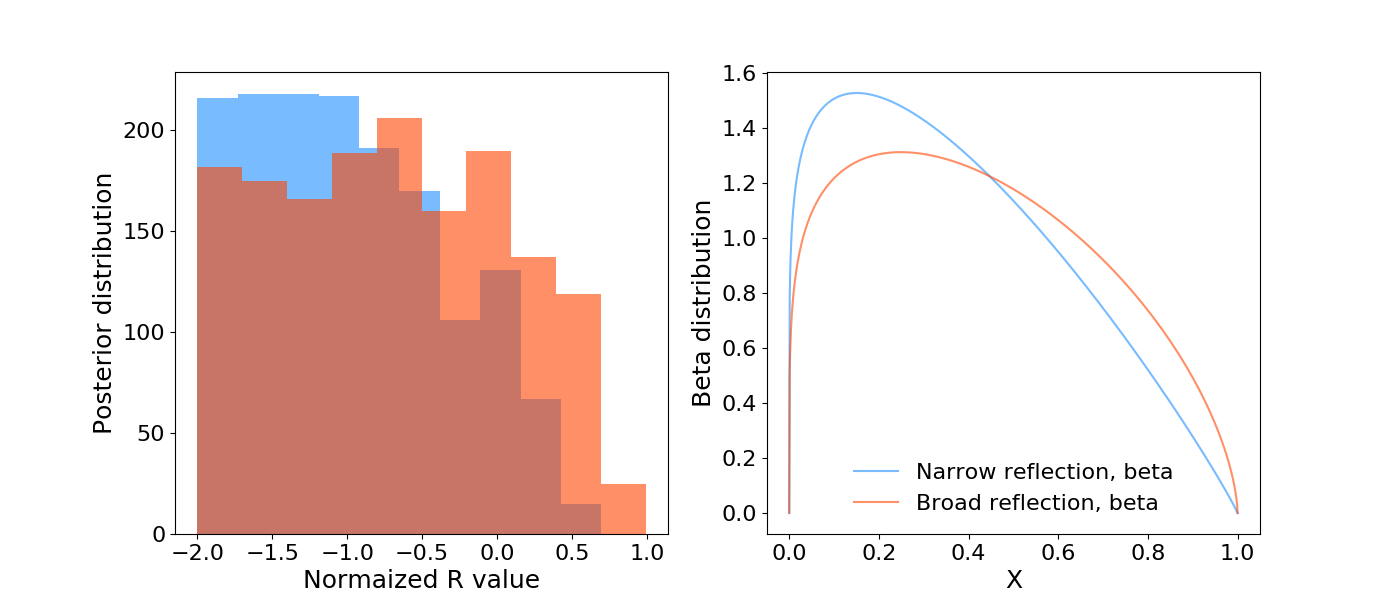 Posterior distribution
200
150
100
50
0
−2.0 −1.5 −1.0 −0.5 0.0 0.5 1.0
Normaized R value
Beta distribution
1.6
1.4
1.2
1.0
0.8
0.6
0.4
0.2
0.0
Narrow reflection, beta
Broad reflection, beta
0.0 0.2 0.4 0.6 0.8 1.0
X